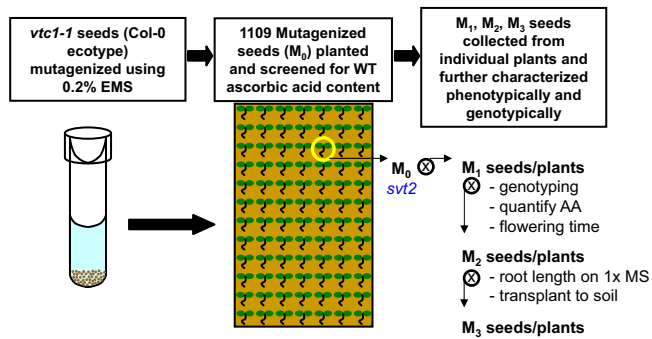 vtc1-1 seeds (Col-0
ecotype)
mutagenized using
0.2% EMS
1109 Mutagenized
seeds (M0) planted
and screened for WT
ascorbic acid content
M1, M2, M3 seeds
collected from
individual plants and
further characterized
phenotypically and
genotypically
M0 X
svt2
M1 seeds/plants
X - genotyping
- quantify AA
- flowering time
M2 seeds/plants
X - root length on 1x MS
- transplant to soil
M3 seeds/plants